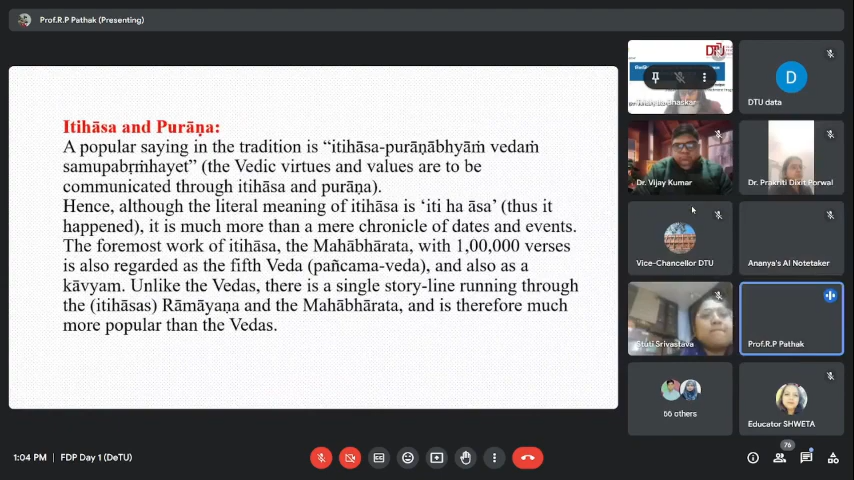 Prof.R.P Pathak (Presenting)
Itihāsa and Purāṇa:
A popular saying in the tradition is “itihāsa-purāṇābhyāṁ vedaṁ
samupabṛṁhayet” (the Vedic virtues and values are to be
communicated through itihāsa and purāṇa).
Hence, although the literal meaning of itihāsa is ‘iti ha āsa’ (thus it
happened), it is much more than a mere chronicle of dates and events.
The foremost work of itihāsa, the Mahābhārata, with 1,00,000 verses
is also regarded as the fifth Veda (pañcama-veda), and also as a
kāvyam. Unlike the Vedas, there is a single story-line running through
the (itihāsas) Rāmāyaṇa and the Mahābhārata, and is therefore much
more popular than the Vedas.
DTU
Bhaskar
D
DTU data
Dr. Vijay Kumar
Dr. Prakriti Dixit Porwal
Vice-Chancellor DTU
Ananya's AI Notetaker
Stuti Srivastava
Prof.R.P Pathak
66 others
Educator SHWETA
1:04 PM | FDP Day 1 (DeTU)
76